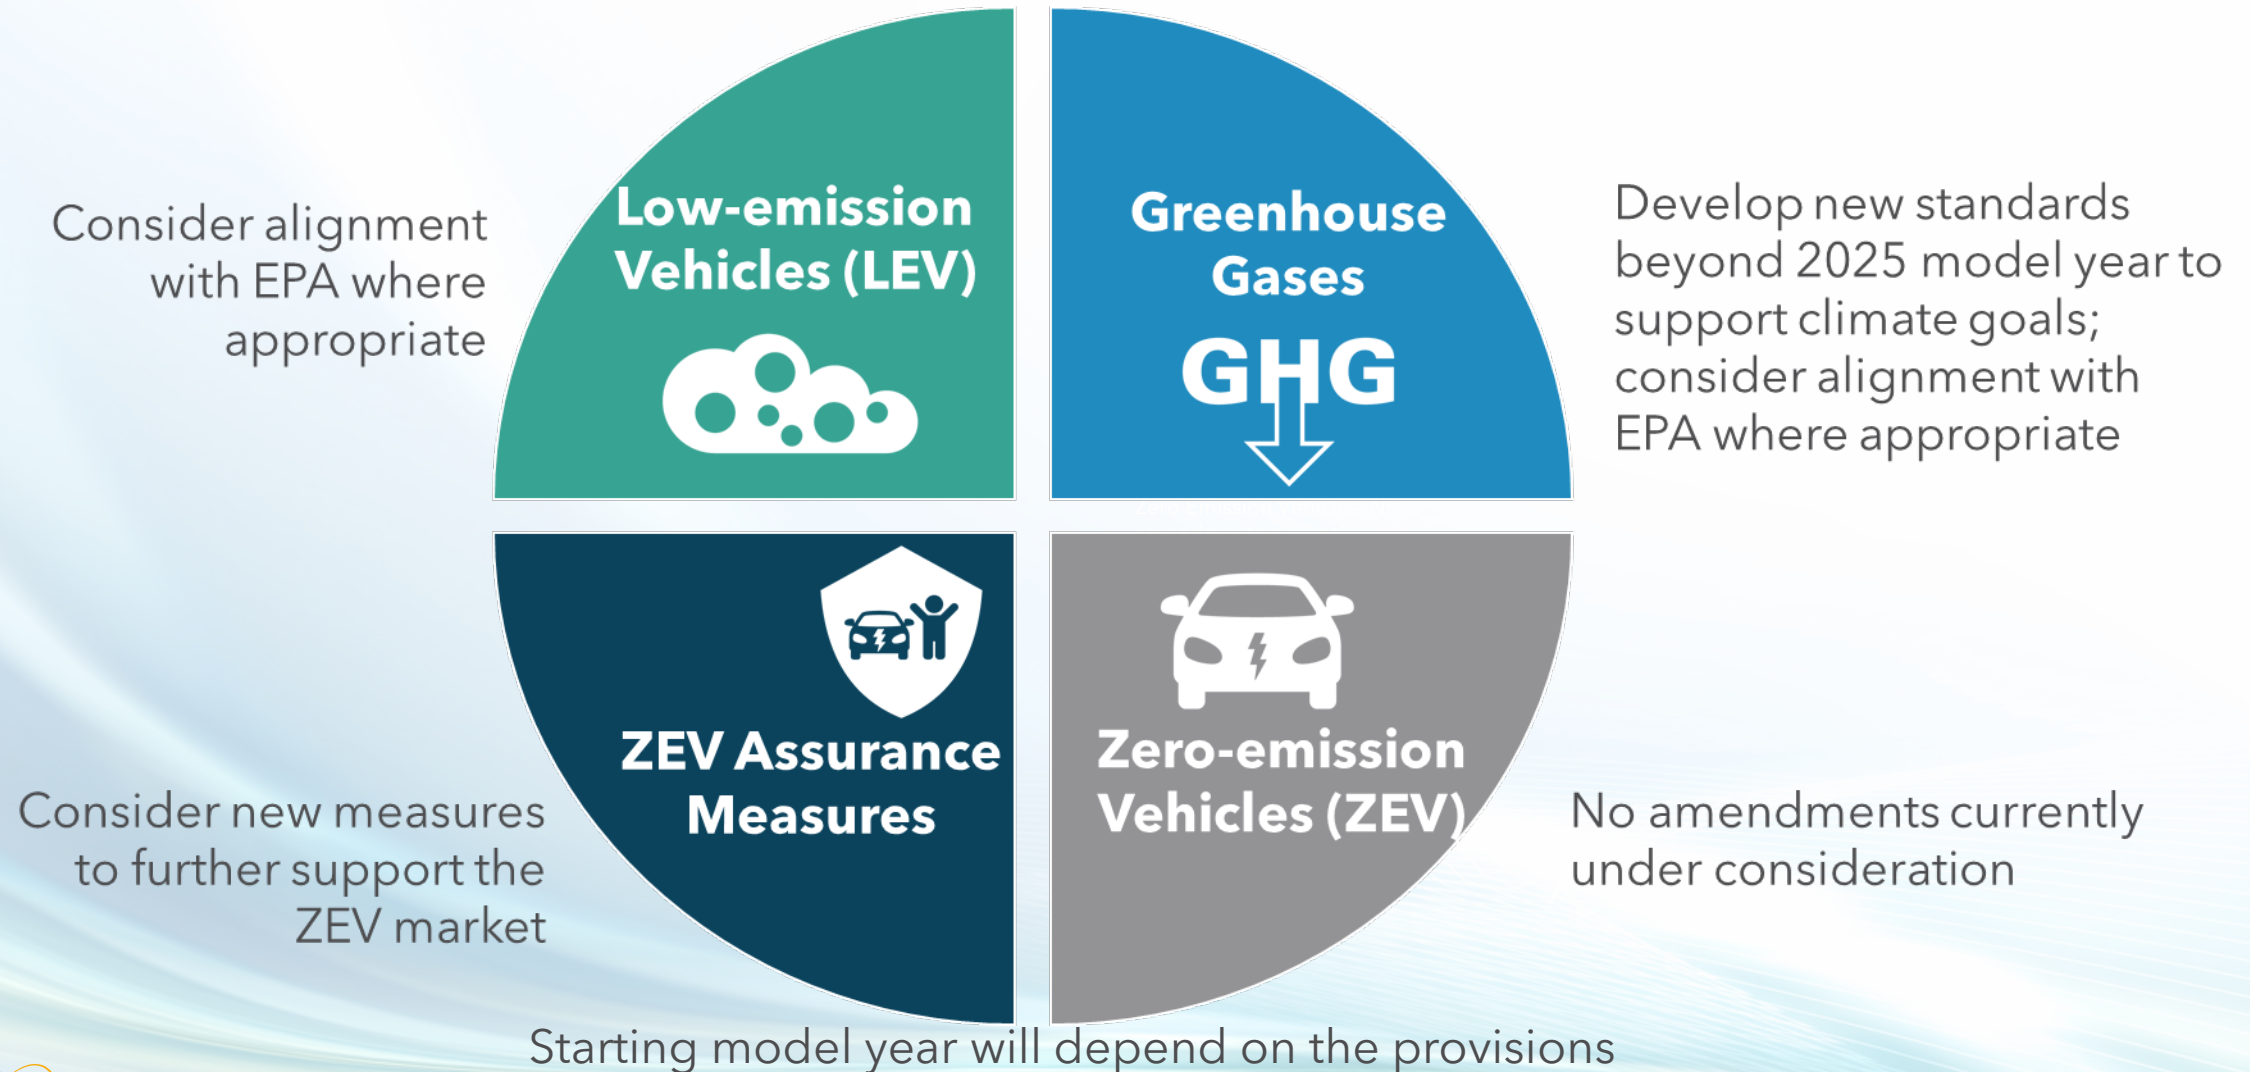 Consider alignment
with EPA where
appropriate
Low-emission
Vehicles (LEV)
Greenhouse
Gases
GHG
Develop new standards
beyond 2025 model year to
support climate goals;
consider alignment with
EPA where appropriate
ZEV Assurance
Measures
Consider new measures
to further support the
ZEV market
Zero-emission
Vehicles (ZEV)
No amendments currently
under consideration
Starting model year will depend on the provisions